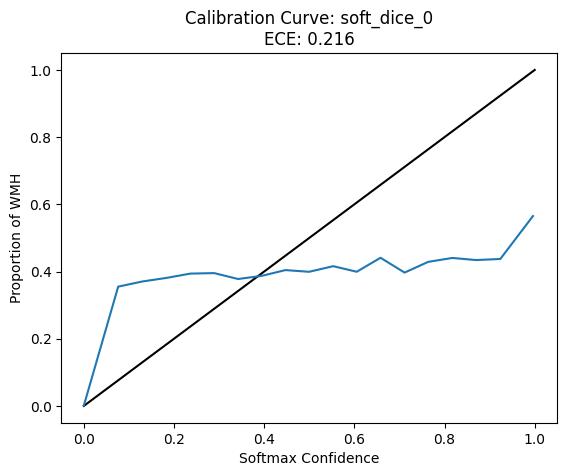 Calibration Curve: soft_dice_0
ECE: 0.216
1.0
0.8
0.6
0.4
0.2
0.0
Proportion of WMH
0.0 0.2 0.4 0.6 0.8 1.0
Softmax Confidence